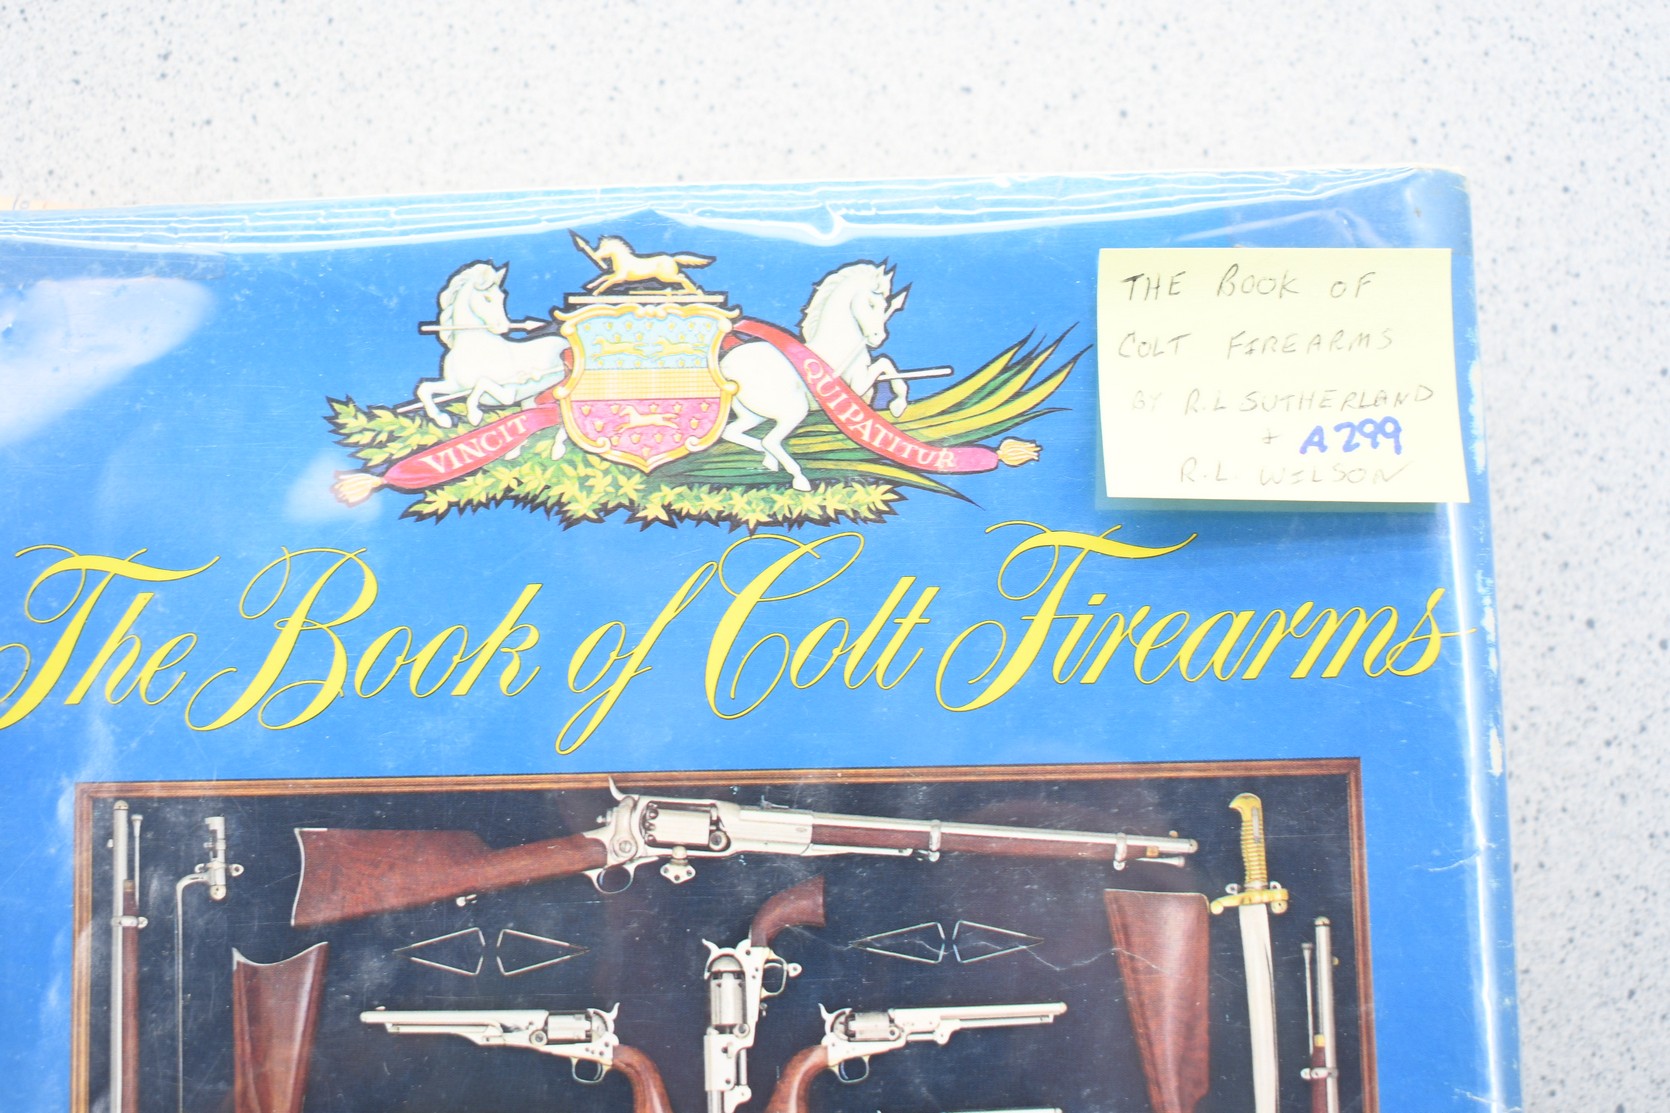 THE BOOK OF
COLT FIREARMS
BY R.L SUTHERLAND
+ A299
R.L. WILSON
VINCIT
QUI PATITUR
The Book of Colt Firearms